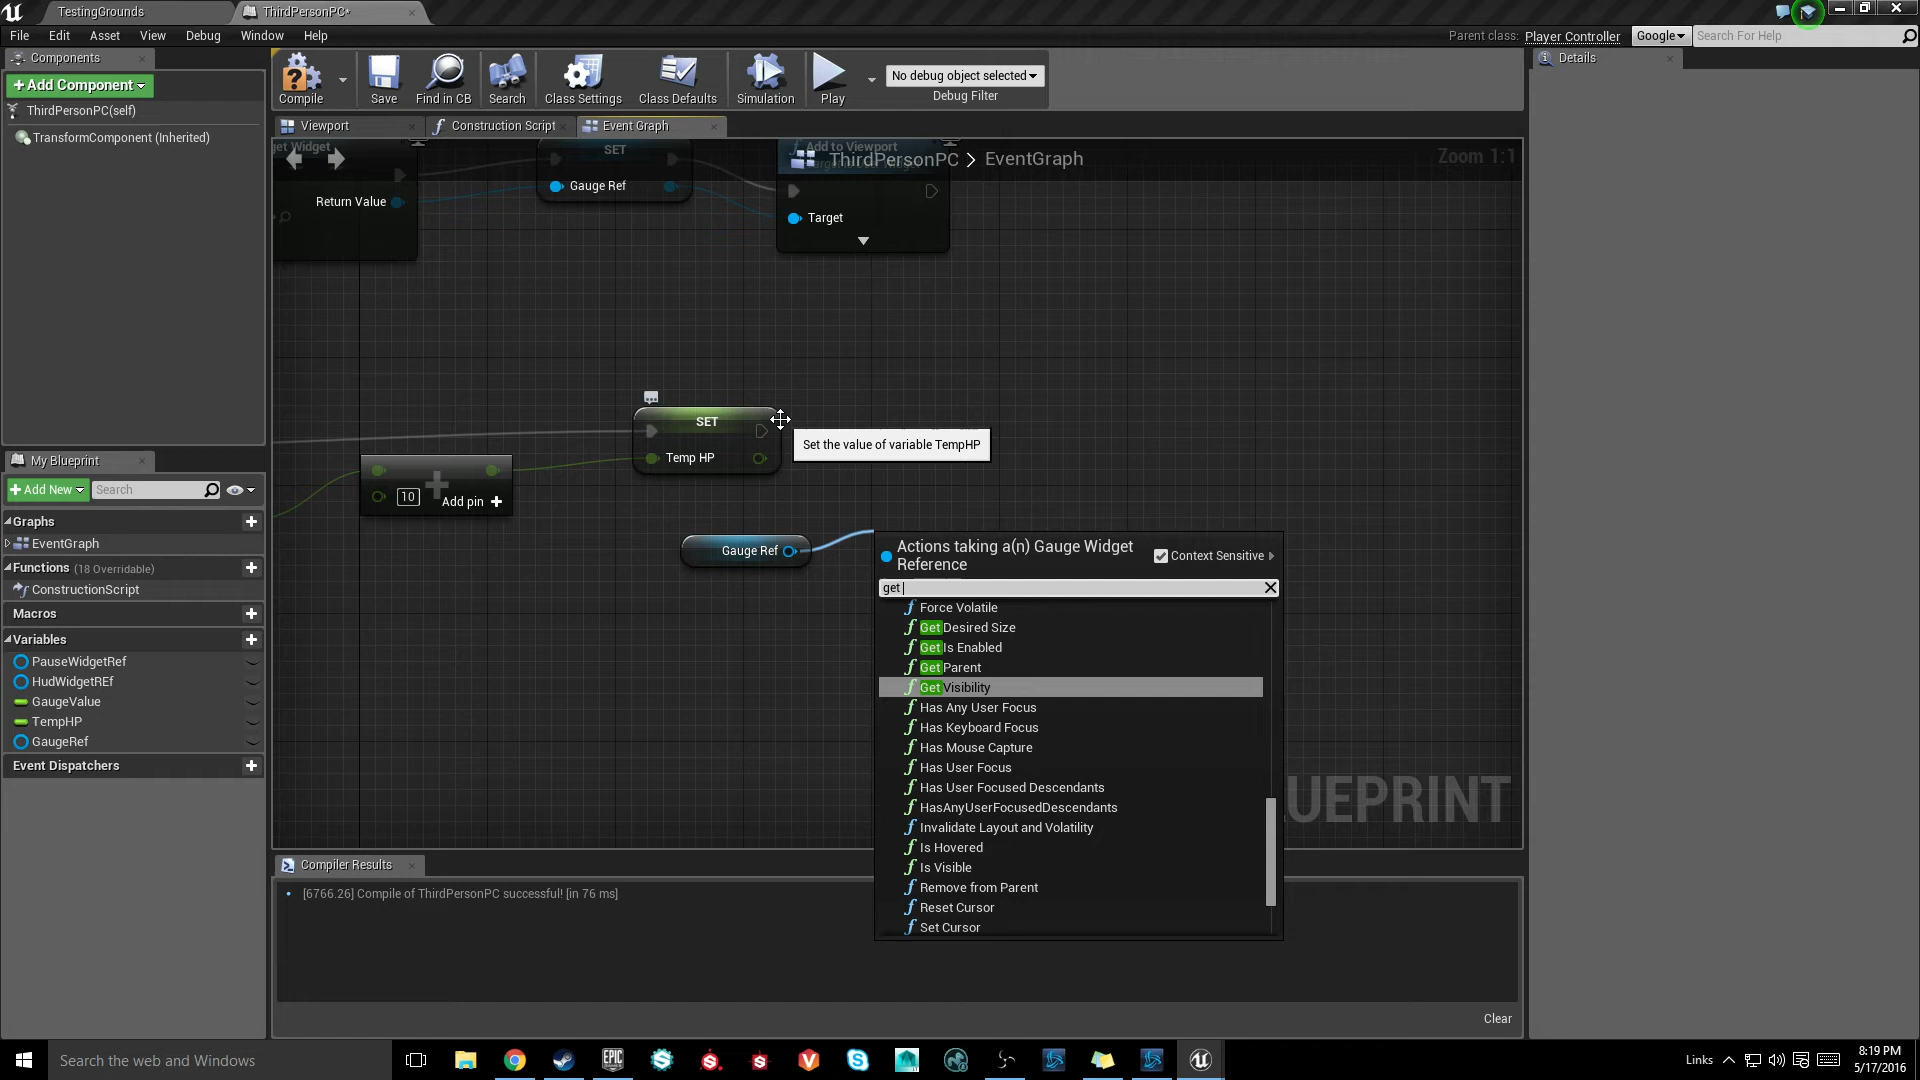 TestingGrounds
ThirdPersonPC*
File Edit Asset View Debug Window Help
Parent class: Player Controller Google Search For Help
Components
Details
+Add Component
Compile Save Find in CB Search Class Settings Class Defaults Simulation Play
No debug object selected
Debug Filter
ThirdPersonPC(self)
TransformComponent (Inherited)
Viewport
Construction Script
Event Graph
ThirdPersonPC > EventGraph
Zoom 1:1
get Widget
Return Value
SET
Gauge Ref
Add to Viewport
Target
SET
Temp HP
Set the value of variable TempHP
10
Add pin +
Gauge Ref
Actions taking a(n) Gauge Widget
Reference
Context Sensitive
get
Force Volatile
Get Desired Size
Get Is Enabled
Get Parent
Get Visibility
Has Any User Focus
Has Keyboard Focus
Has Mouse Capture
Has User Focus
Has User Focused Descendants
HasAnyUserFocusedDescendants
Invalidate Layout and Volatility
Is Hovered
Is Visible
Remove from Parent
Reset Cursor
Set Cursor
UEPRINT
My Blueprint
+Add New Search
Graphs
EventGraph
Functions (18 Overridable)
ConstructionScript
Macros
Variables
PauseWidgetRef
HudWidgetREf
GaugeValue
TempHP
GaugeRef
Event Dispatchers
Compiler Results
[6766.26] Compile of ThirdPersonPC successful! [in 76 ms]
Clear
Search the web and Windows
EPIC
Links
8:19 PM
5/17/2016